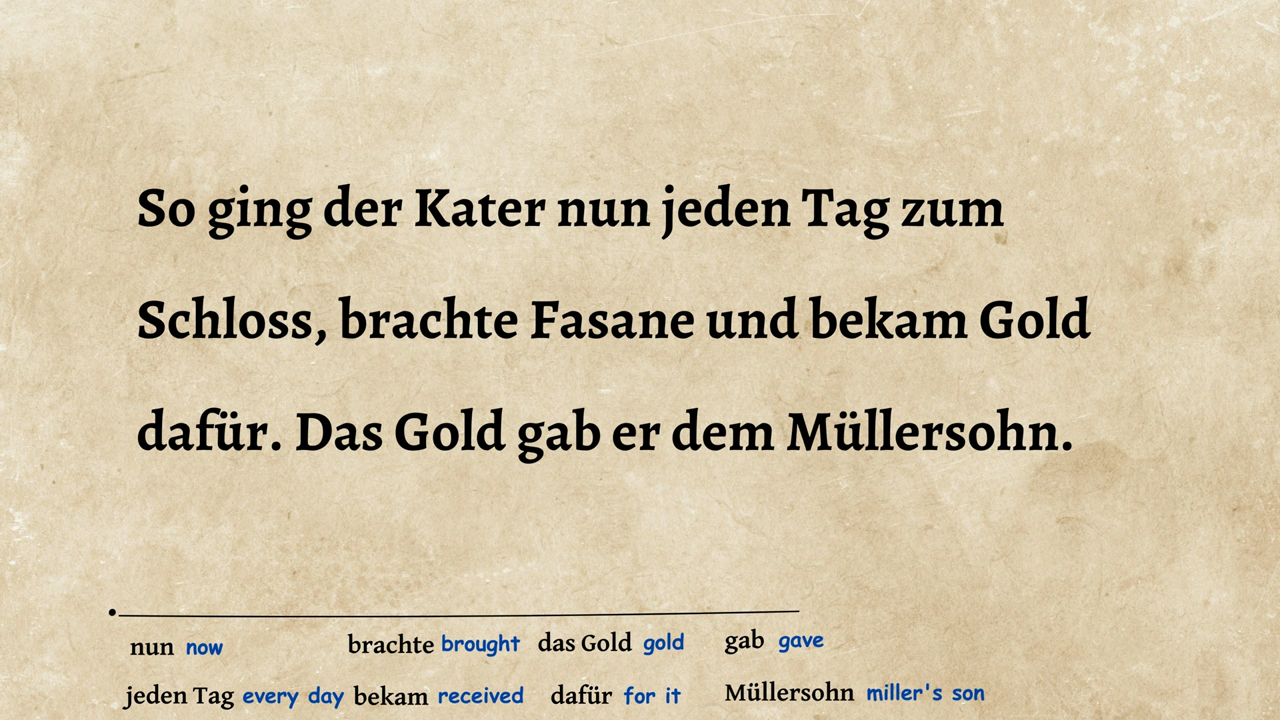 So ging der Kater nun jeden Tag zum
Schloss, brachte Fasane und bekam Gold
dafür. Das Gold gab er dem Müllersohn.
nun now brachte brought das Gold gold gab gave
jeden Tag every day bekam received dafür for it Müllersohn miller's son